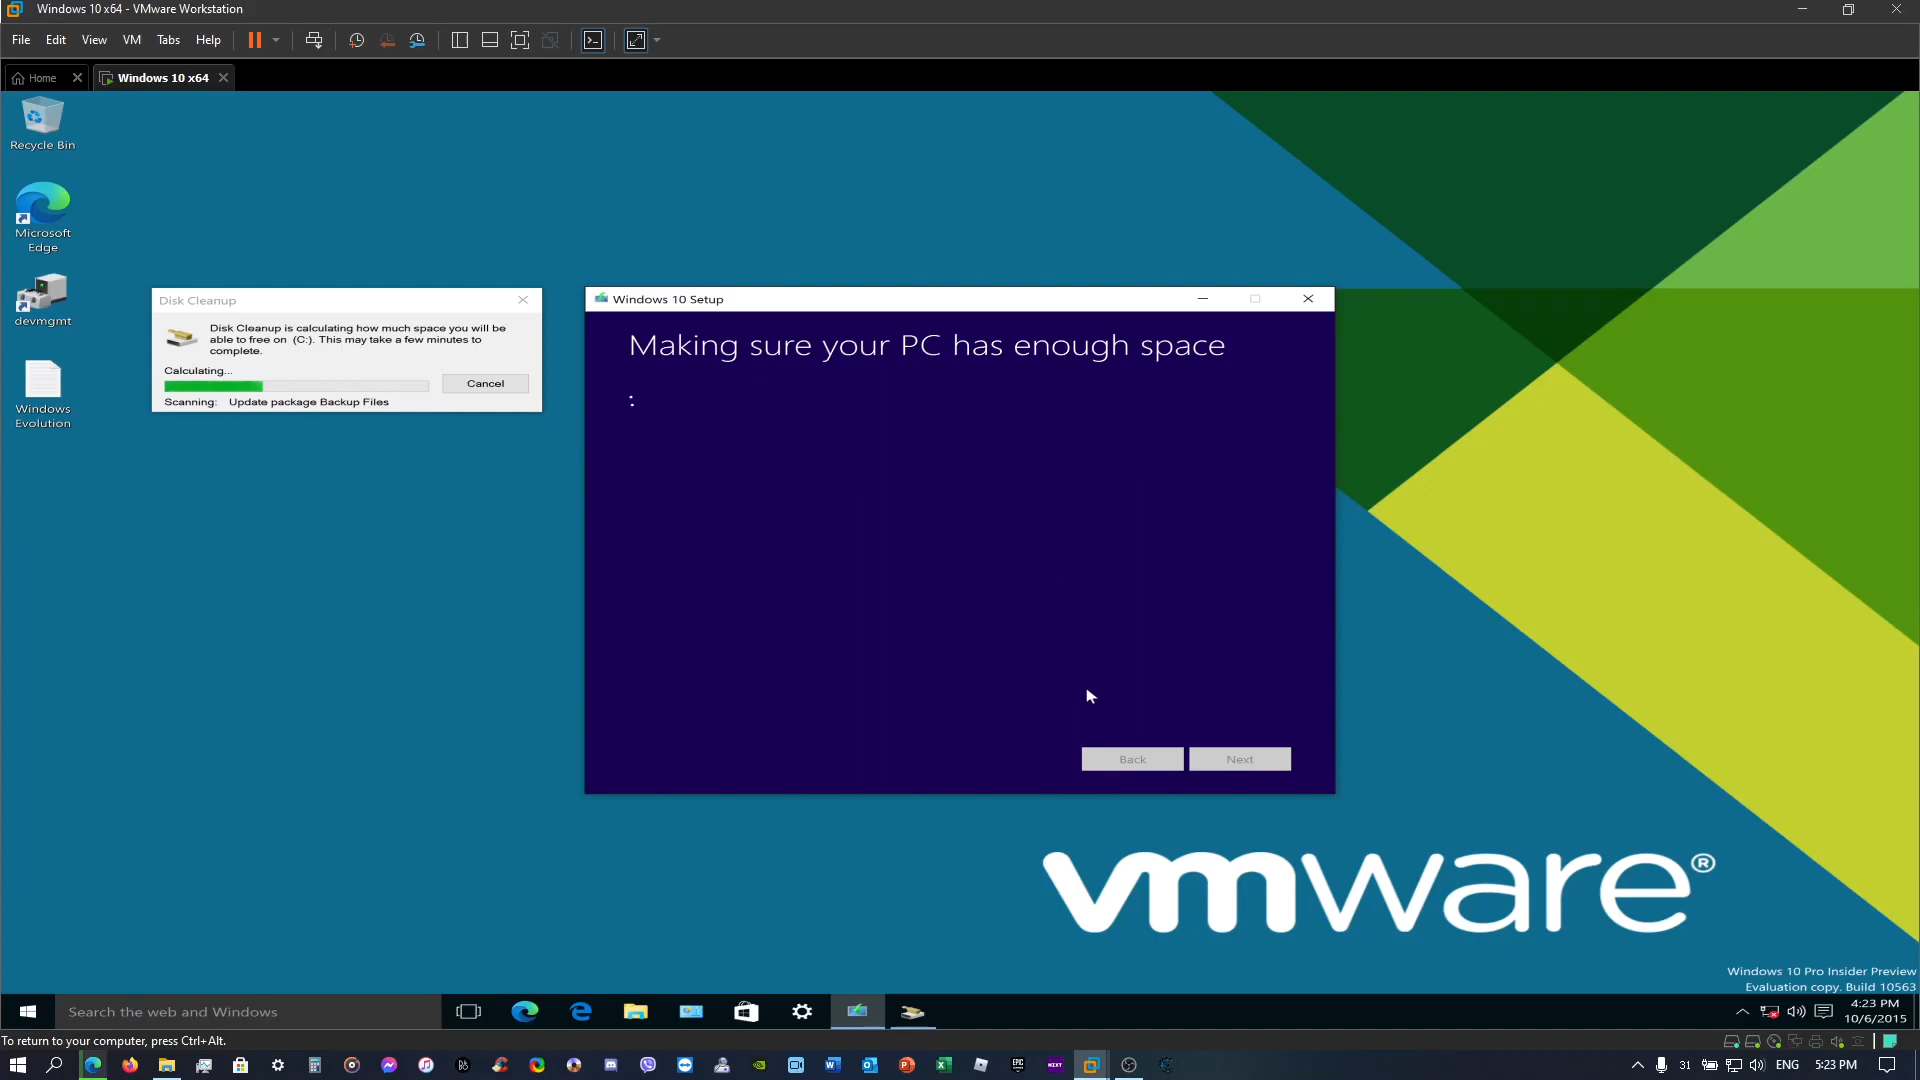 Windows 10 x64 - VMware Workstation
File Edit View VM Tabs Help
Home
Windows 10 x64
Recycle Bin
Microsoft
Edge
devmgmt
Windows
Evolution
Disk Cleanup
Disk Cleanup is calculating how much space you will be
able to free on (C:). This may take a few minutes to
complete.
Calculating...
Cancel
Scanning: Update package Backup Files
Windows 10 Setup
Making sure your PC has enough space
Back
Next
vmware®
Windows 10 Pro Insider Preview
Evaluation copy. Build 10563
Search the web and Windows
4:23 PM
10/6/2015
To return to your computer, press Ctrl+Alt.
31
ENG
5:23 PM